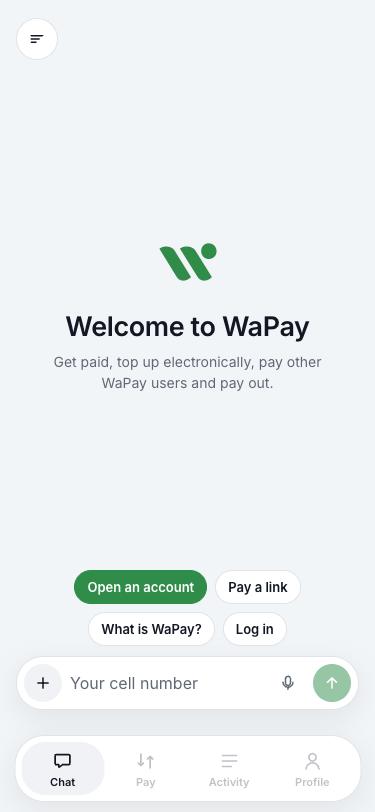 Welcome to WaPay
Get paid, top up electronically, pay other
WaPay users and pay out.
Open an account
Pay a link
What is WaPay?
Log in
Your cell number
Chat
Pay
Activity
Profile